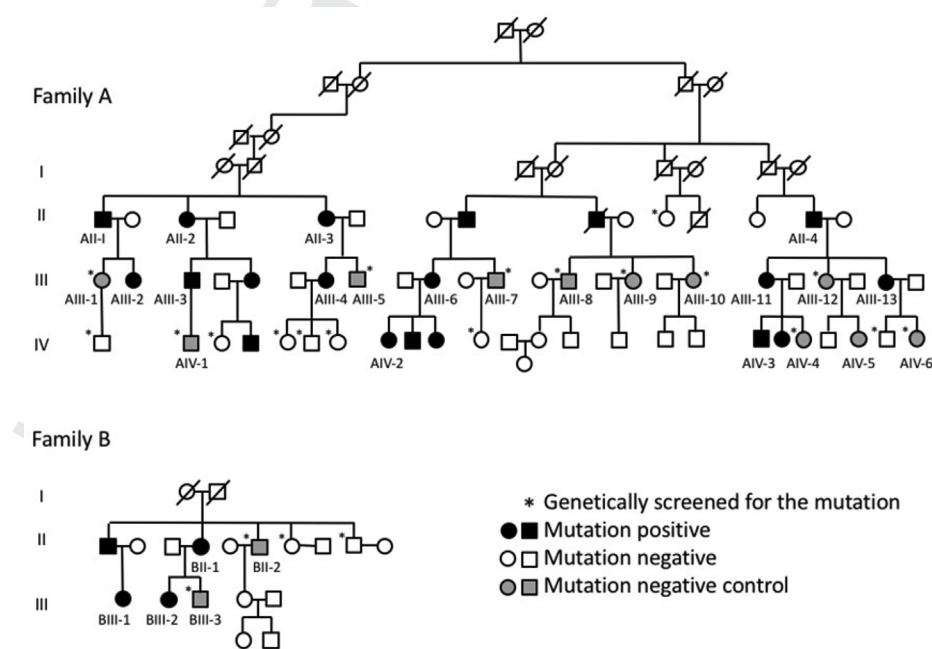 Family A
I
II
* 
AII-I AII-2 AII-3 AII-4
III
* * * * * * *
AIII-1 AIII-2 AIII-3 AIII-4 AIII-5 AIII-6 AIII-7 AIII-8 AIII-9 AIII-10 AIII-11 AIII-12 AIII-13
IV
* * * * * * * * * * *
AIV-1 AIV-2 AIV-3 AIV-4 AIV-5 AIV-6
Family B
I
* Genetically screened for the mutation
II
* * *
Mutation positive
BII-1 BII-2
Mutation negative
Mutation negative control
III
*
BIII-1 BIII-2 BIII-3